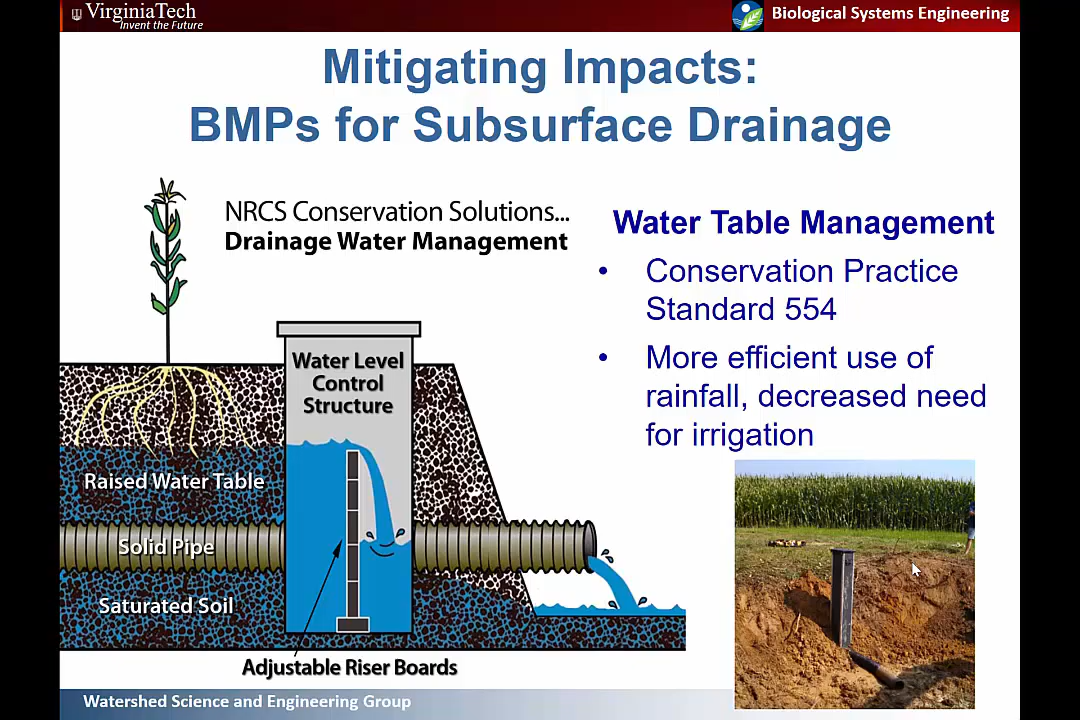 VirginiaTech
Invent the Future
Biological Systems Engineering
Mitigating Impacts:
BMPs for Subsurface Drainage
NRCS Conservation Solutions...
Drainage Water Management
Water Level
Control
Structure
Raised Water Table
Solid Pipe
Saturated Soil
Adjustable Riser Boards
Water Table Management
• Conservation Practice
Standard 554
• More efficient use of
rainfall, decreased need
for irrigation
Watershed Science and Engineering Group